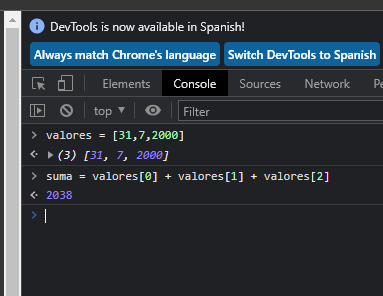 DevTools is now available in Spanish!
Always match Chrome's language Switch DevTools to Spanish
Elements Console Sources Network Performance
top Filter
valores = [31,7,2000]
(3) [31, 7, 2000]
suma = valores[0] + valores[1] + valores[2]
2038